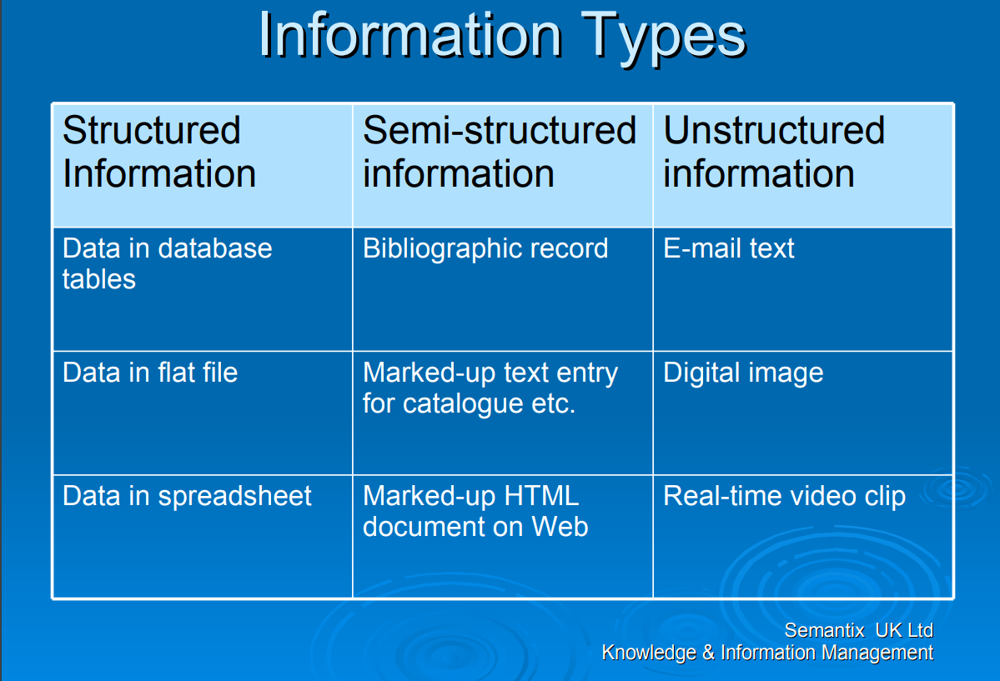 Information Types
Structured
Information
Semi-structured
information
Unstructured
information
Data in database
tables
Bibliographic record
E-mail text
Data in flat file
Marked-up text entry
for catalogue etc.
Digital image
Data in spreadsheet
Marked-up HTML
document on Web
Real-time video clip
Semantix UK Ltd
Knowledge & Information Management